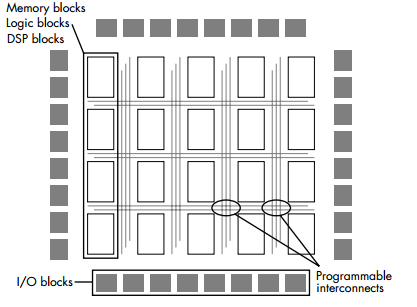 Memory blocks
Logic blocks
DSP blocks
I/O blocks
Programmable
interconnects